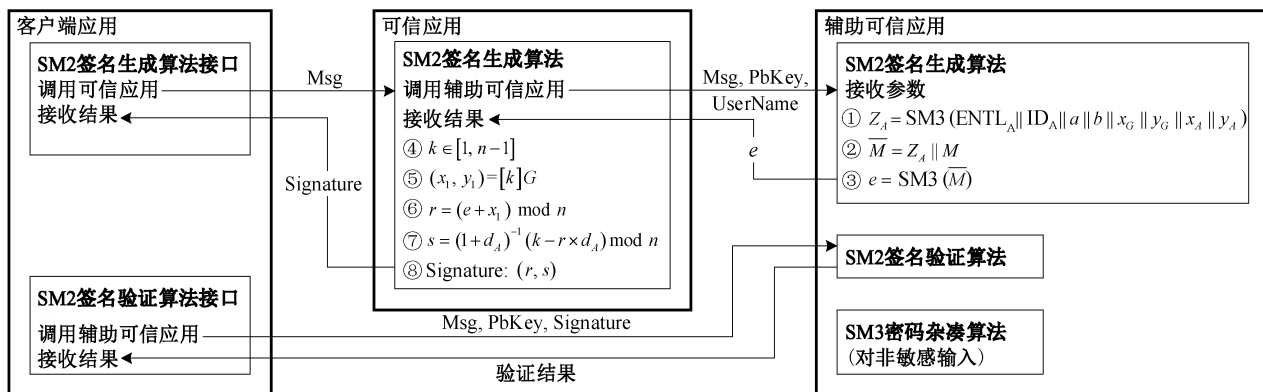 客户端应用
SM2签名生成算法接口
调用可信应用
接收结果
Msg
Signature
SM2签名验证算法接口
调用辅助可信应用
接收结果
可信应用
SM2签名生成算法
调用辅助可信应用
接收结果
④ k∈[1, n−1]
⑤ (x₁, y₁)=[k]G
⑥ r=(e+x₁) mod n
⑦ s=(1+d_A)⁻¹(k−r×d_A) mod n
⑧ Signature: (r, s)
Msg, PbKey,
UserName
e
Msg, PbKey, Signature
验证结果
辅助可信应用
SM2签名生成算法
接收参数
① Z_A=SM3(ENTL_A||ID_A||a||b||x_G||y_G||x_A||y_A)
② M̅=Z_A||M
③ e=SM3(M̅)
SM2签名验证算法
SM3密码杂凑算法
(对非敏感输入)